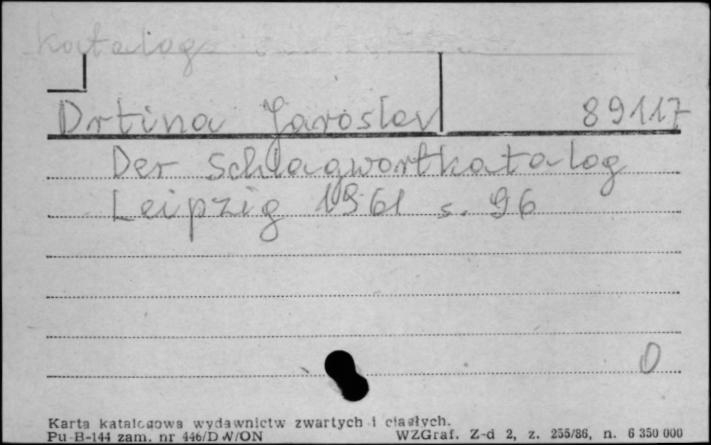 katalog
Drtina Jaroslav 89117
Der Schlagwortkatalog
Leipzig 1961 s. 96
0
Karta katalogowa wydawnictw zwartych i ciągłych.
Pu-B-144 zam. nr 446/DW/ON WZGraf. Z-d 2, z. 255/86, n. 6 350 000